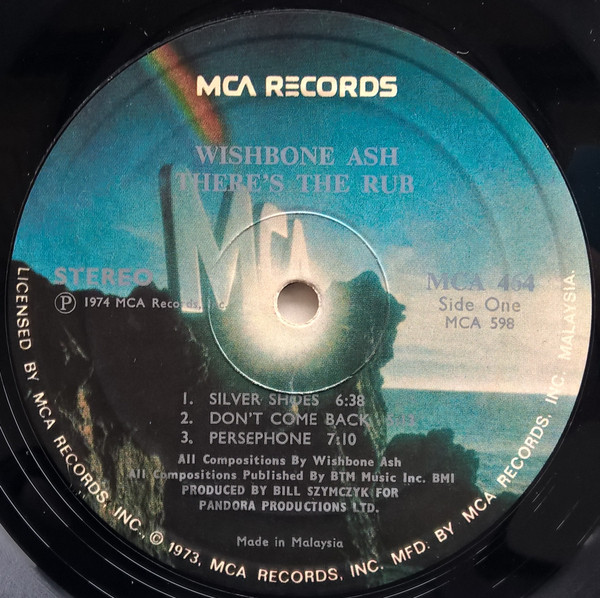 MCA RECORDS
WISHBONE ASH
THERE'S THE RUB
MCA
STEREO
Ⓟ 1974 MCA Records, Inc
MCA 464
Side One
MCA 598
1. SILVER SHOES 6:38
2. DON'T COME BACK
3. PERSEPHONE 7:10
All Compositions By Wishbone Ash
All Compositions Published By BTM Music Inc. BMI
PRODUCED BY BILL SZYMCZYK FOR
PANDORA PRODUCTIONS LTD.
Made in Malaysia
LICENSED BY MCA RECORDS, INC., © 1973, MCA RECORDS, INC. MFD. BY MCA RECORDS, INC. MALAYSIA.